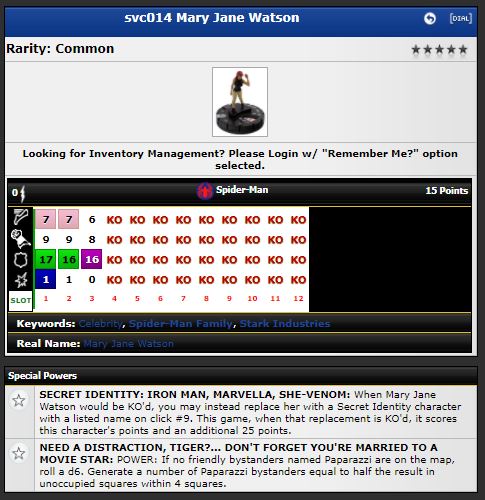 svc014 Mary Jane Watson
[DIAL]
Rarity: Common
Looking for Inventory Management? Please Login w/ "Remember Me?" option
selected.
0 Spider-Man 15 Points
7 7 6 KO KO KO KO KO KO KO KO KO
9 9 8 KO KO KO KO KO KO KO KO KO
17 16 16 KO KO KO KO KO KO KO KO KO
1 1 0 KO KO KO KO KO KO KO KO KO
SLOT 1 2 3 4 5 6 7 8 9 10 11 12
Keywords: Celebrity, Spider-Man Family, Stark Industries
Real Name: Mary Jane Watson
Special Powers
SECRET IDENTITY: IRON MAN, MARVELLA, SHE-VENOM: When Mary Jane
Watson would be KO'd, you may instead replace her with a Secret Identity character
with a listed name on click #9. This game, when that replacement is KO'd, it scores
this character's points and an additional 25 points.
NEED A DISTRACTION, TIGER?... DON'T FORGET YOU'RE MARRIED TO A
MOVIE STAR: POWER: If no friendly bystanders named Paparazzi are on the map,
roll a d6. Generate a number of Paparazzi bystanders equal to half the result in
unoccupied squares within 4 squares.